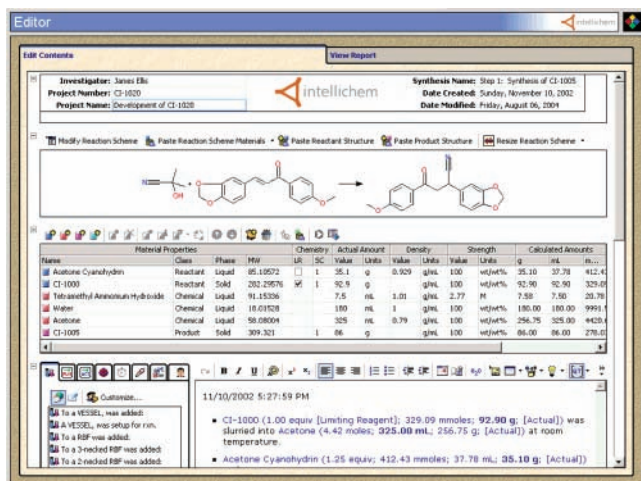 Editor
intellichem
Edit Contents
View Report
Investigator: James Ellis
Synthesis Name: Step 1: Synthesis of CI-1005
Project Number: CI-1020
intellichem
Date Created: Sunday, November 10, 2002
Project Name: Development of CI-1020
Date Modified: Friday, August 06, 2004
Modify Reaction Scheme Paste Reaction Scheme Materials Paste Reactant Structure Paste Product Structure Resize Reaction Scheme
Material Properties Chemistry Actual Amount Density Strength Calculated Amounts
Name Class Phase MW LR SC Value Units Value Units Value Units g mL m...
Acetone Cyanohydrin Reactant Liquid 85.10572 1 35.1 g 0.929 g/mL 100 wt/wt% 35.10 37.78 412.4
CI-1000 Reactant Solid 282.29576 1 92.9 g g/mL 100 wt/wt% 92.90 92.90 329.0
Tetramethyl Ammonium Hydroxide Chemical Liquid 91.15336 7.5 mL 1.01 g/mL 2.77 M 7.58 7.50 20.78
Water Chemical Liquid 18.01528 180 mL 1 g/mL 100 wt/wt% 180.00 180.00 9991.
Acetone Chemical Liquid 58.08004 325 mL 0.79 g/mL 100 wt/wt% 256.75 325.00 4420.
CI-1005 Product Solid 309.321 1 86 g g/mL 100 wt/wt% 86.00 86.00 278.0
B I U
Customize...
To a VESSEL, was added:
A VESSEL, was setup for rxn.
To a RBF was added:
To a 3-necked RBF was added:
To a 2-necked RBF was added:
11/10/2002 5:27:59 PM
CI-1000 (1.00 equiv [Limiting Reagent]; 329.09 mmoles; 92.90 g; [Actual]) was
slurried into Acetone (4.42 moles; 325.00 mL; 256.75 g; [Actual]) at room
temperature.
Acetone Cyanohydrin (1.25 equiv; 412.43 mmoles; 37.78 mL; 35.10 g; [Actual])